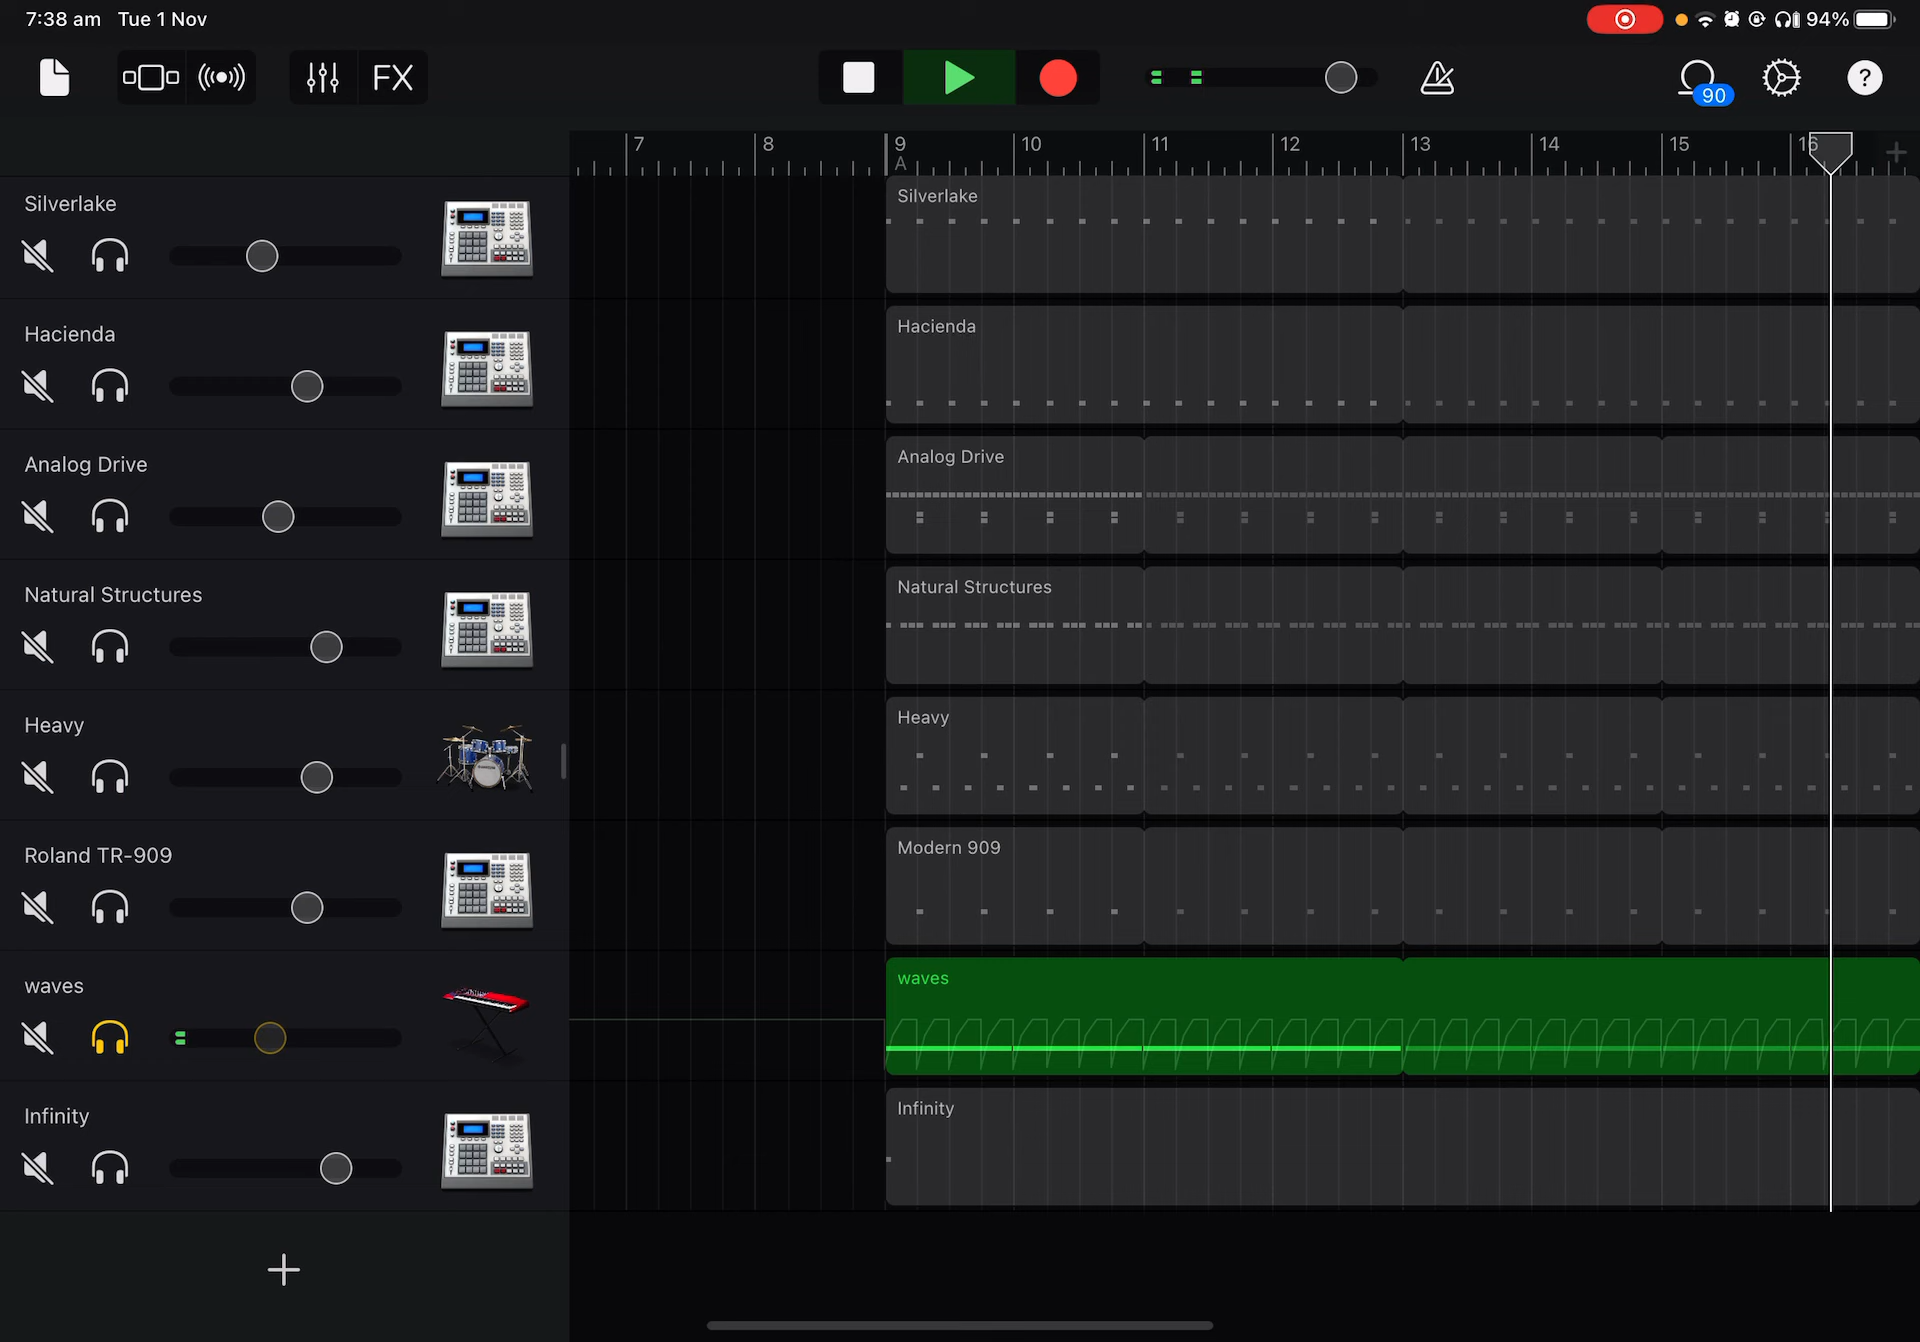 7:38 am Tue 1 Nov
94%
FX
90
?
7 8 9 10 11 12 13 14 15 16
A
Silverlake
Silverlake
Hacienda
Hacienda
Analog Drive
Analog Drive
Natural Structures
Natural Structures
Heavy
Heavy
Roland TR-909
Modern 909
waves
waves
Infinity
Infinity